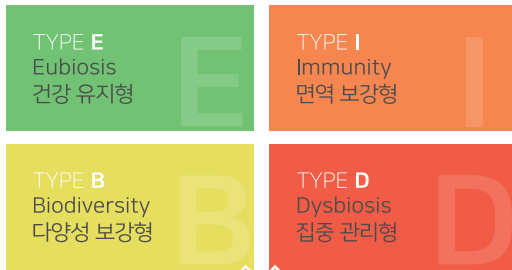 TYPE E
Eubiosis
건강 유지형
E
TYPE I
Immunity
면역 보강형
I
TYPE B
Biodiversity
다양성 보강형
B
TYPE D
Dysbiosis
집중 관리형
D